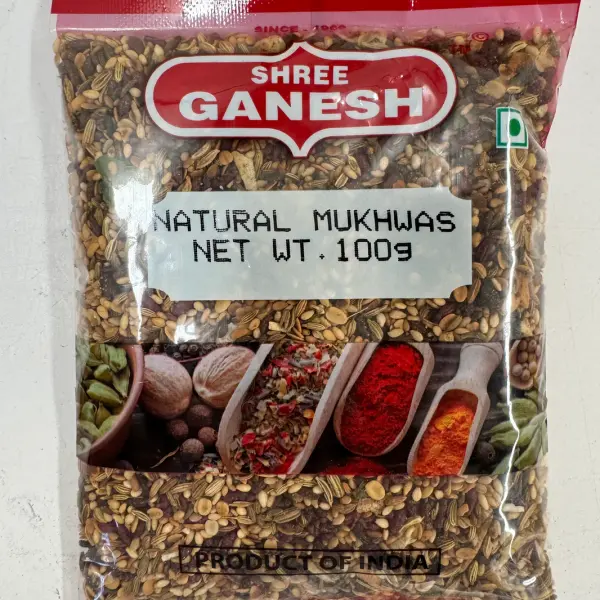 SHREE
GANESH
NATURAL MUKHWAS
NET WT. 100g
PRODUCT OF INDIA